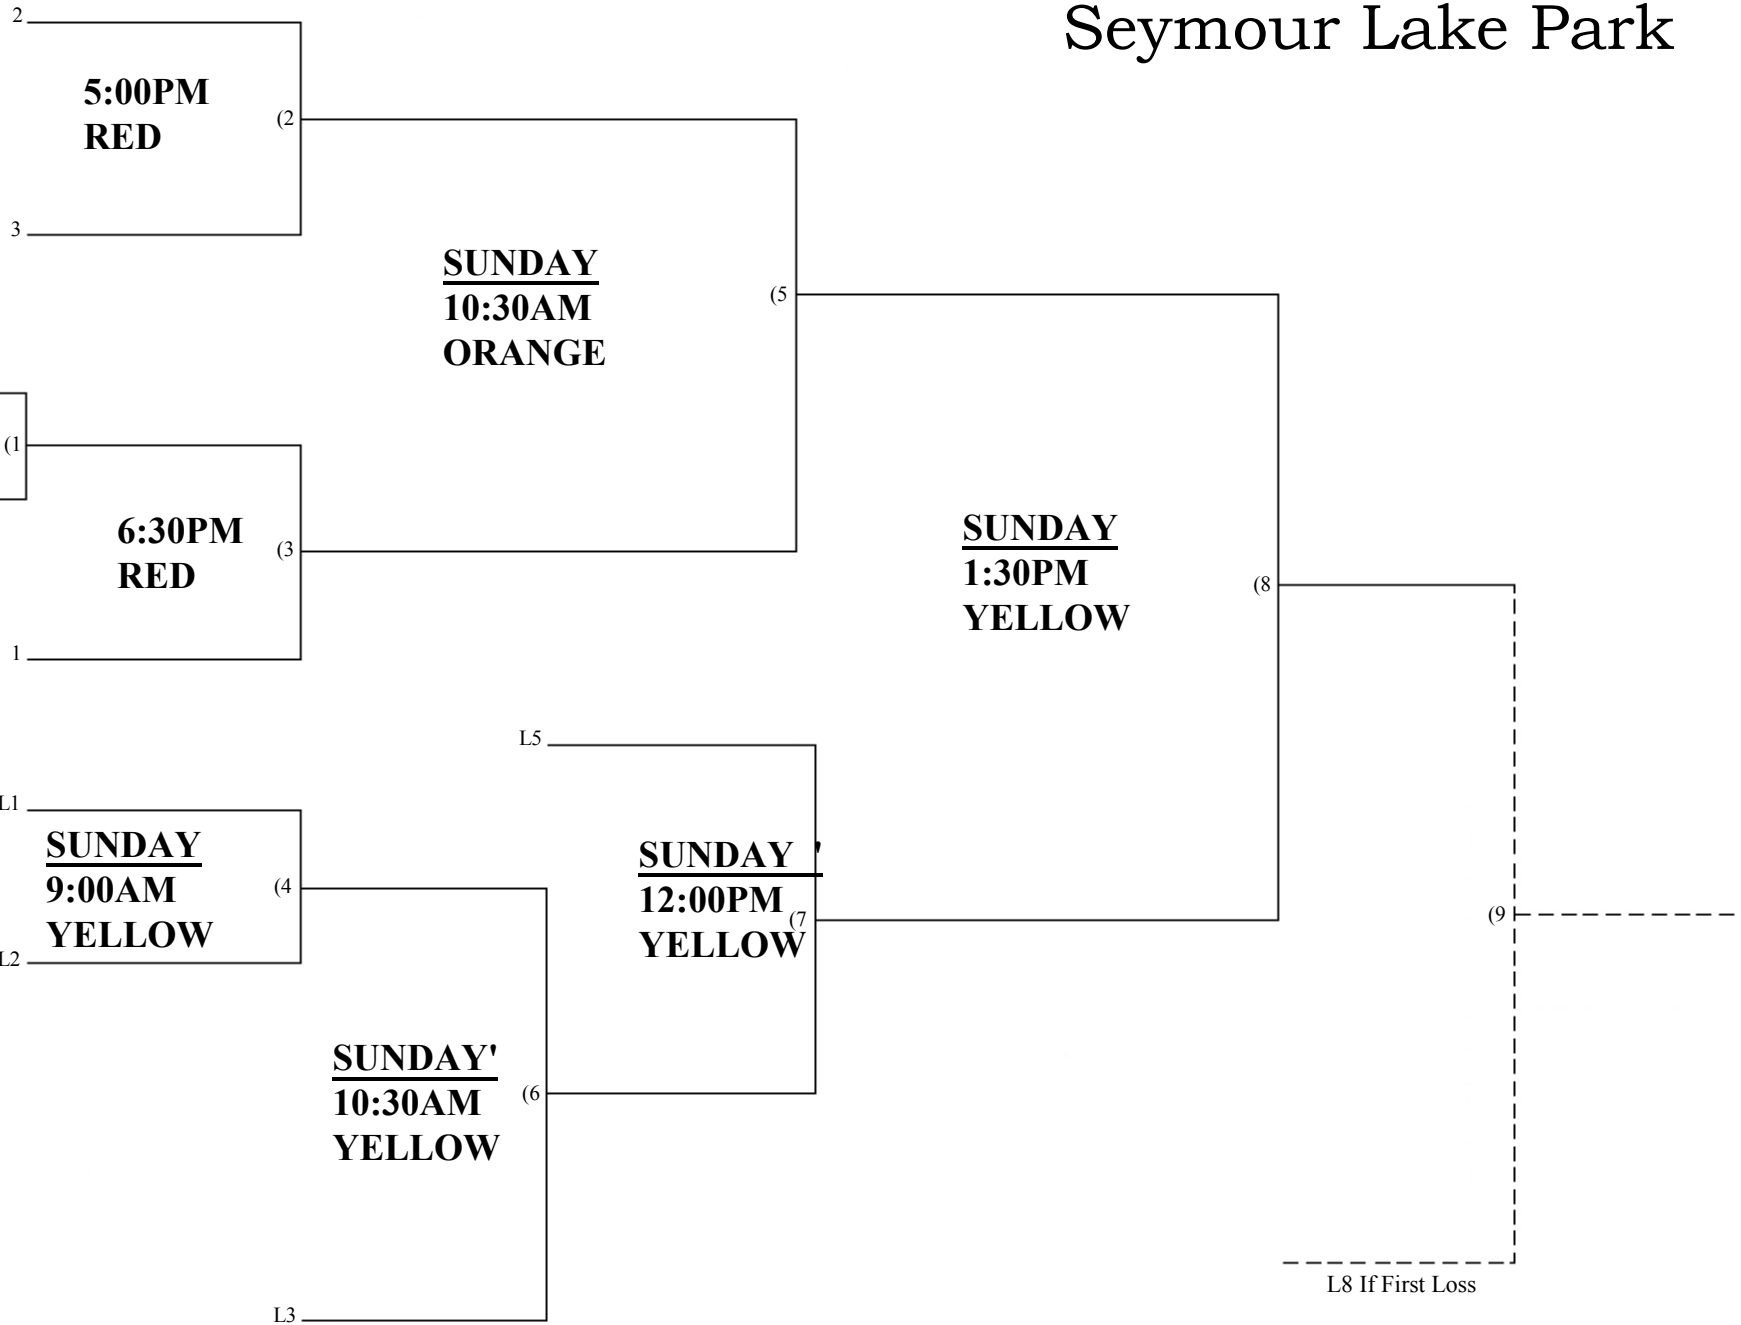 Seymour Lake Park
2
5:00PM
RED
(2
3
SUNDAY
10:30AM
ORANGE
(5
(1
6:30PM
RED
(3
1
SUNDAY
1:30PM
YELLOW
(8
L5
L1
SUNDAY
9:00AM
YELLOW
(4
L2
SUNDAY '
12:00PM
YELLOW
(7
(9
SUNDAY'
10:30AM
YELLOW
(6
L3
L8 If First Loss